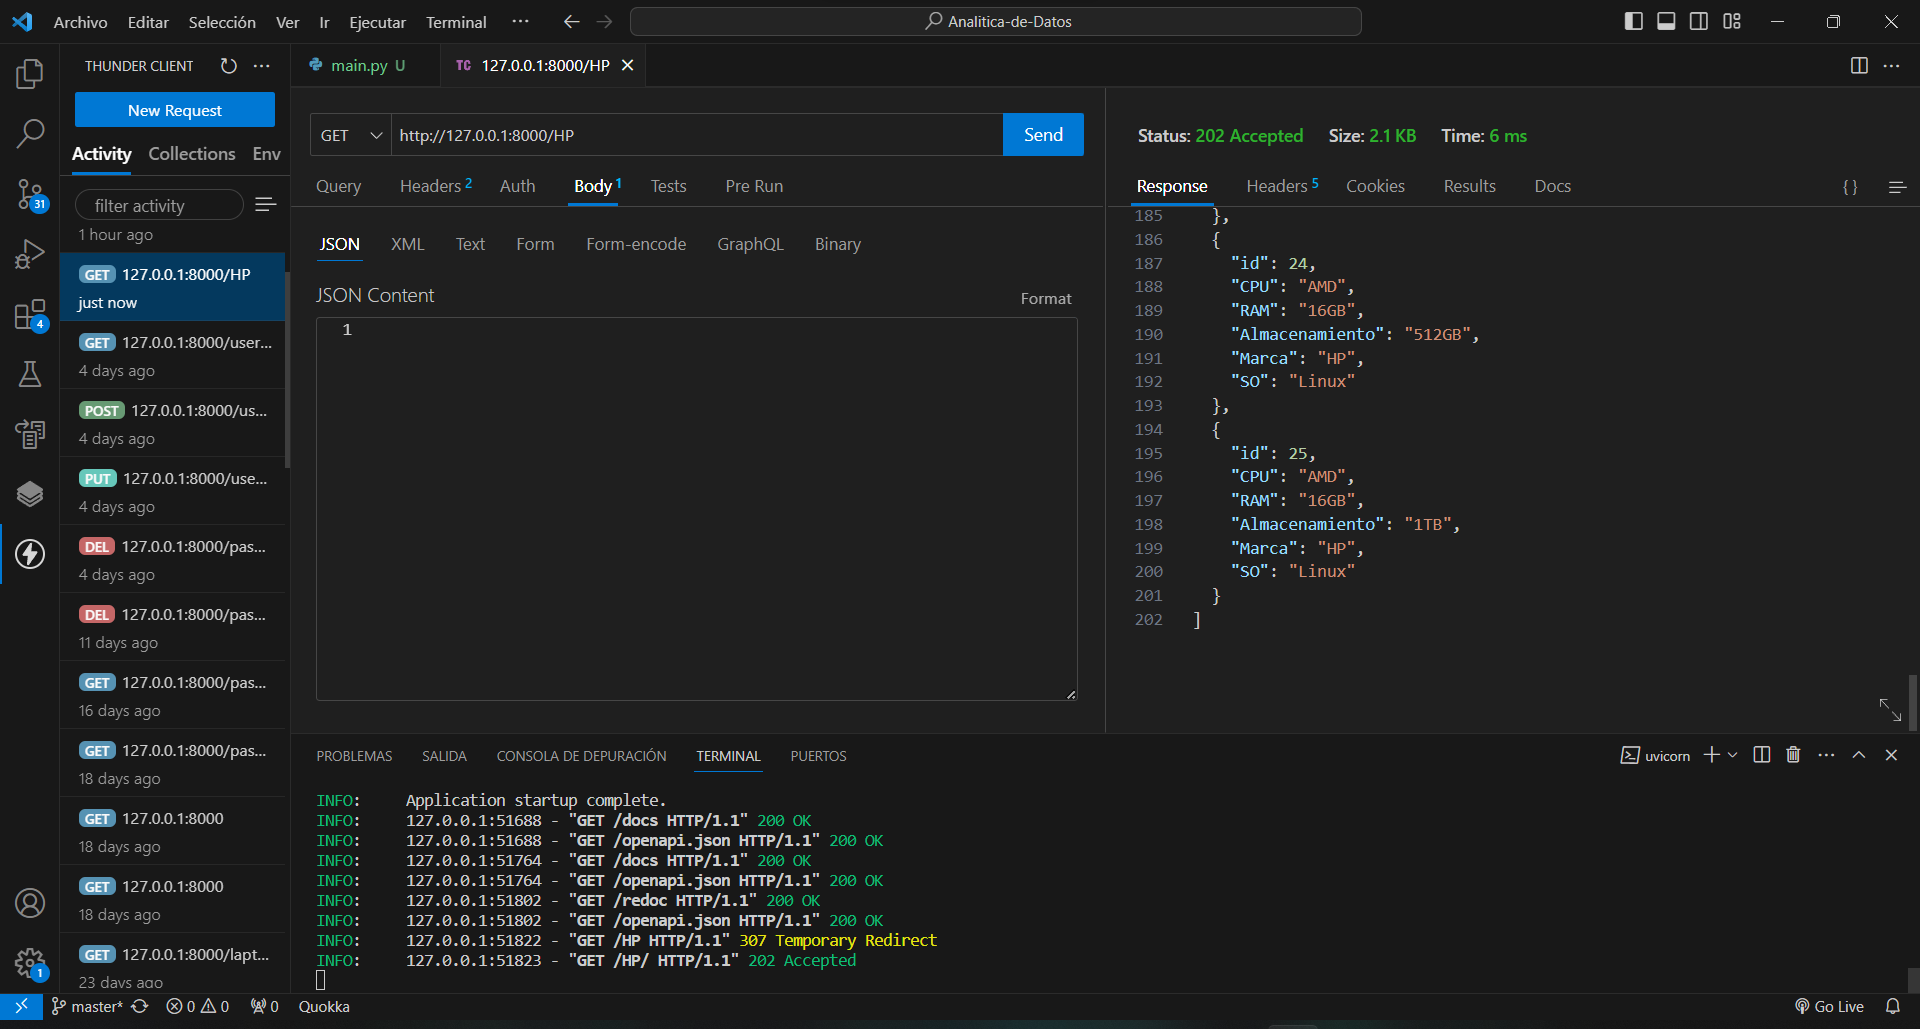 Archivo Editar Selección Ver Ir Ejecutar Terminal ··· Analitica-de-Datos
THUNDER CLIENT
New Request
Activity Collections Env
filter activity
1 hour ago
GET 127.0.0.1:8000/HP
just now
GET 127.0.0.1:8000/user...
4 days ago
POST 127.0.0.1:8000/us...
4 days ago
PUT 127.0.0.1:8000/use...
4 days ago
DEL 127.0.0.1:8000/pas...
4 days ago
DEL 127.0.0.1:8000/pas...
11 days ago
GET 127.0.0.1:8000/pas...
16 days ago
GET 127.0.0.1:8000/pas...
18 days ago
GET 127.0.0.1:8000
18 days ago
GET 127.0.0.1:8000
18 days ago
GET 127.0.0.1:8000/lapt...
23 days ago
31
4
1
main.py U TC 127.0.0.1:8000/HP
GET http://127.0.0.1:8000/HP Send
Query Headers 2 Auth Body 1 Tests Pre Run
JSON XML Text Form Form-encode GraphQL Binary
JSON Content Format
1
Status: 202 Accepted Size: 2.1 KB Time: 6 ms
Response Headers 5 Cookies Results Docs { }
185 },
186 {
187 "id": 24,
188 "CPU": "AMD",
189 "RAM": "16GB",
190 "Almacenamiento": "512GB",
191 "Marca": "HP",
192 "SO": "Linux"
193 },
194 {
195 "id": 25,
196 "CPU": "AMD",
197 "RAM": "16GB",
198 "Almacenamiento": "1TB",
199 "Marca": "HP",
200 "SO": "Linux"
201 }
202 ]
PROBLEMAS SALIDA CONSOLA DE DEPURACIÓN TERMINAL PUERTOS uvicorn
INFO: Application startup complete.
INFO: 127.0.0.1:51688 - "GET /docs HTTP/1.1" 200 OK
INFO: 127.0.0.1:51688 - "GET /openapi.json HTTP/1.1" 200 OK
INFO: 127.0.0.1:51764 - "GET /docs HTTP/1.1" 200 OK
INFO: 127.0.0.1:51764 - "GET /openapi.json HTTP/1.1" 200 OK
INFO: 127.0.0.1:51802 - "GET /redoc HTTP/1.1" 200 OK
INFO: 127.0.0.1:51802 - "GET /openapi.json HTTP/1.1" 200 OK
INFO: 127.0.0.1:51822 - "GET /HP HTTP/1.1" 307 Temporary Redirect
INFO: 127.0.0.1:51823 - "GET /HP/ HTTP/1.1" 202 Accepted
master* 0 0 0 Quokka Go Live